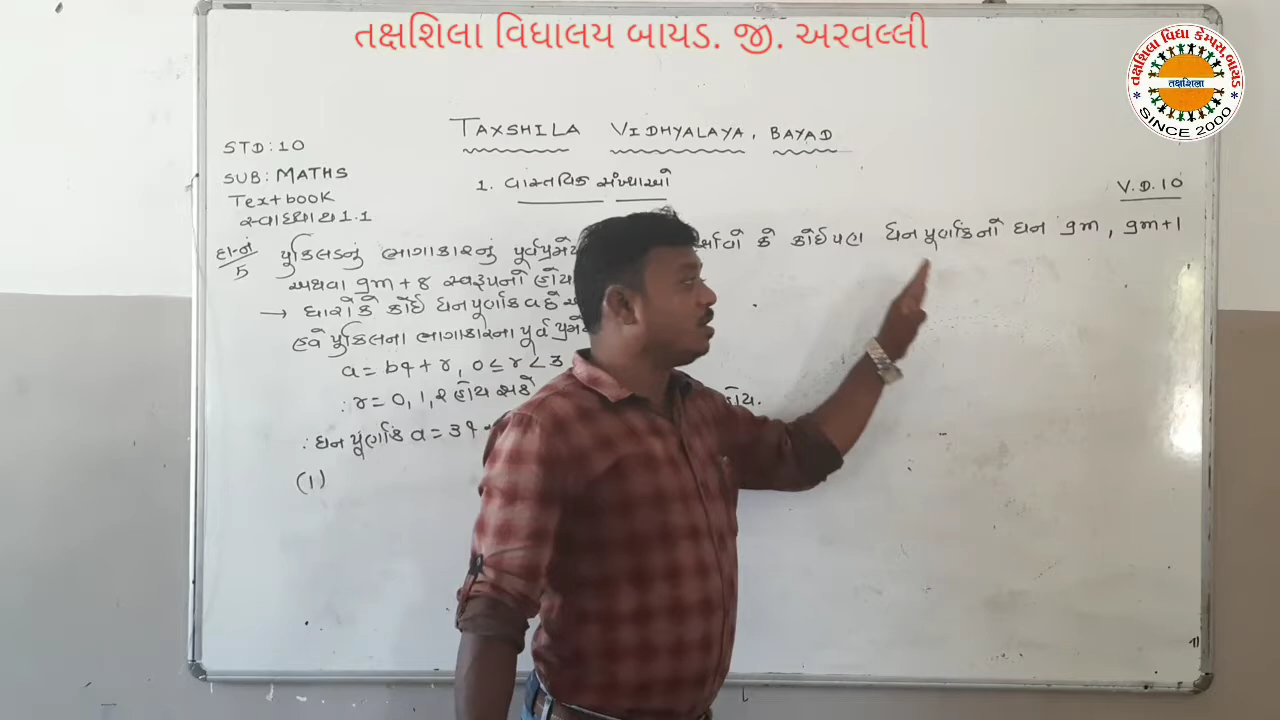 તક્ષશિલા વિદ્યાલય બાયડ. જી. અરવલ્લી
તક્ષશિલા વિદ્યા કેમ્પસ, બાયડ
તક્ષશિલા
* SINCE 2000 *
TAXSHILA VIDHYALAYA, BAYAD
STD: 10
SUB: MATHS
1. વાસ્તવિક સંખ્યાઓ
V.D. 10
Textbook
સ્વાધ્યાય 1.1
દા-નં 5
યુક્લિડનું ભાગાકારનું પૂર્વપ્રમેય કે કોઈપણ ધન પૂર્ણાંકનો ઘન 9m, 9m+1
અથવા 9m + 8 સ્વરૂપનો હોય
→ ધારોકે કોઈ ધન પૂર્ણાંક a છે
હવે યુક્લિના ભાગાકારના પૂર્વ
a = bq + r, 0 ≤ r < 3
∴ r = 0, 1, 2 હોય શકે હોય.
∴ ધન પૂર્ણાંક a = 3q
(1)